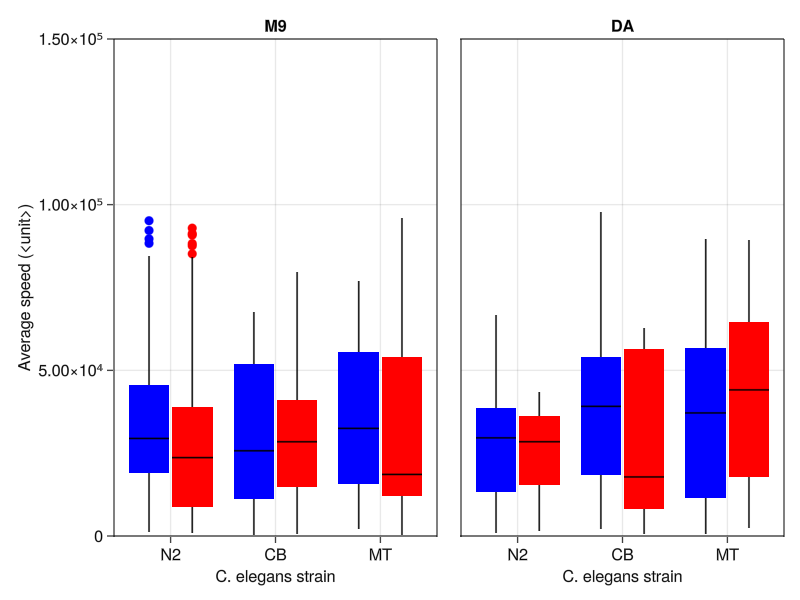 M9
DA
1.50×10⁵
1.00×10⁵
5.00×10⁴
0
Average speed (<unit>)
N2 CB MT
N2 CB MT
C. elegans strain
C. elegans strain